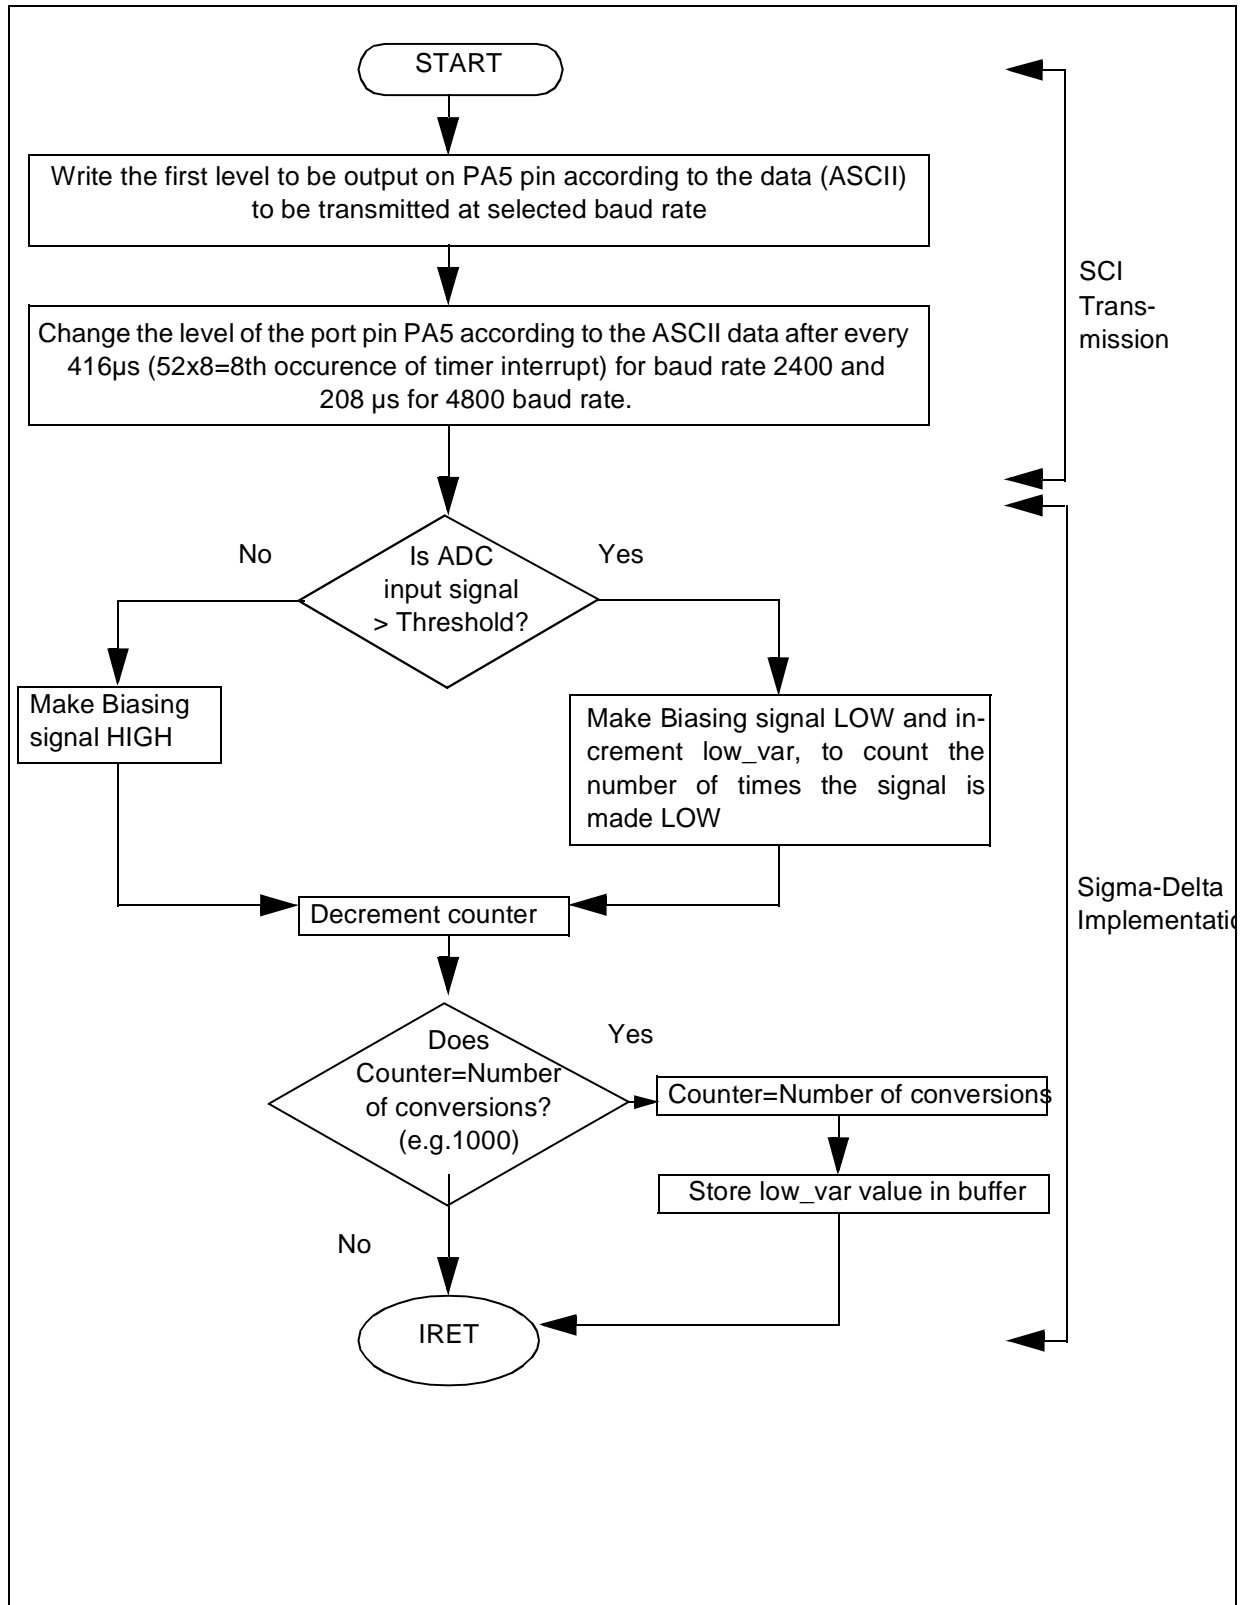 START
Write the first level to be output on PA5 pin according to the data (ASCII)
to be transmitted at selected baud rate
Change the level of the port pin PA5 according to the ASCII data after every
416µs (52x8=8th occurence of timer interrupt) for baud rate 2400 and
208 µs for 4800 baud rate.
SCI
Trans-
mission
No
Is ADC
input signal
> Threshold?
Yes
Make Biasing
signal HIGH
Make Biasing signal LOW and in-
crement low_var, to count the
number of times the signal is
made LOW
Decrement counter
Sigma-Delta
Implementatio
Does
Counter=Number
of conversions?
(e.g.1000)
Yes
Counter=Number of conversions
Store low_var value in buffer
No
IRET